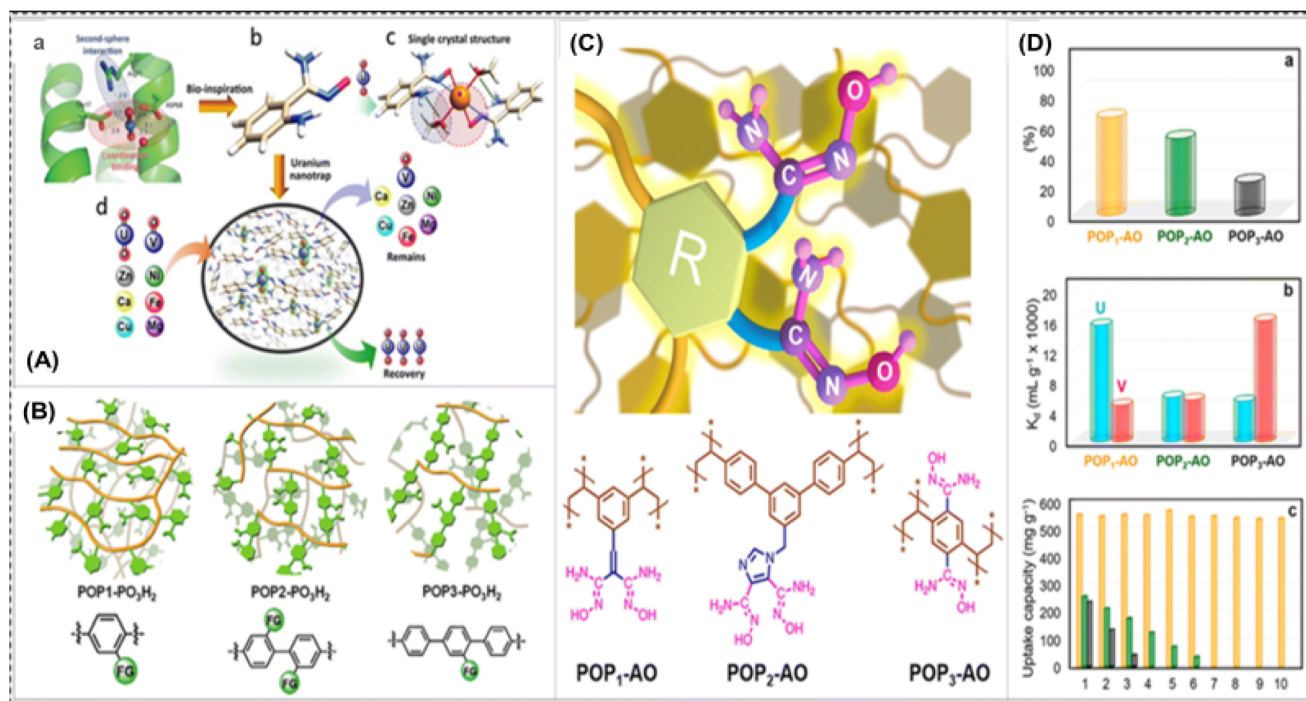 (A)
a
Second-sphere
interaction
Coordination
binding
Bio-inspiration
b
c
Single crystal structure
U
Uranium
nanotrap
d
U V
Zn Ni
Ca Fe
Cu Mg
V
Ca Zn Ni
Cu Fe Mg
Remains
U U U
Recovery
(B)
POP1-PO₃H₂
POP2-PO₃H₂
POP3-PO₃H₂
FG
FG
FG
FG
(C)
R
N
C
N
O
N
C
N
O
H₂N NH₂
N N
HO OH
POP₁-AO
N
N
H₂N NH₂
N N
HO OH
POP₂-AO
OH
N NH₂
H₂N N
OH
POP₃-AO
(D)
a
(%)
100
80
60
40
20
0
POP₁-AO POP₂-AO POP₃-AO
b
Kd (mL g⁻¹ x 1000)
20
16
12
8
4
0
U
V
POP₁-AO POP₂-AO POP₃-AO
c
Uptake capacity (mg g⁻¹)
600
500
400
300
200
100
0
1 2 3 4 5 6 7 8 9 10